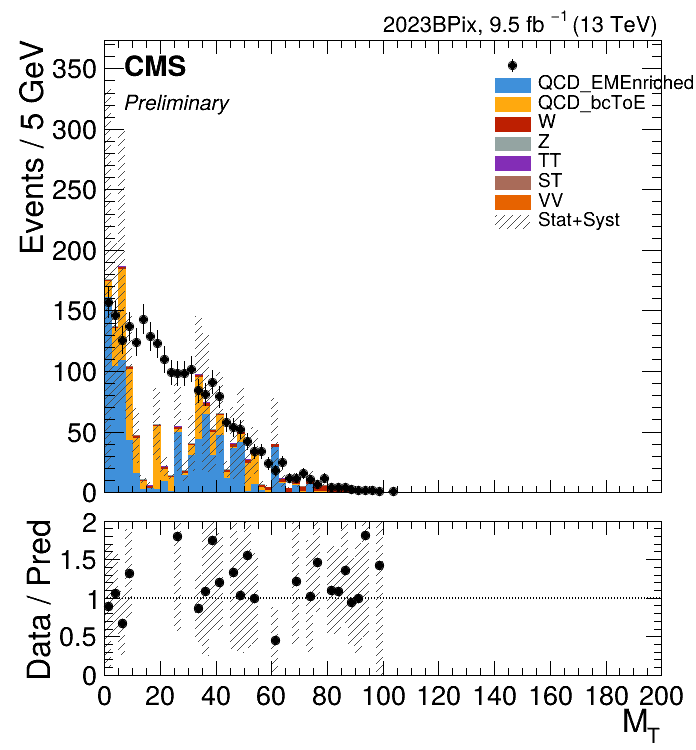 2023BPix, 9.5 fb⁻¹ (13 TeV)
CMS
Preliminary
QCD_EMEnriched
QCD_bcToE
W
Z
TT
ST
VV
Stat+Syst
Events / 5 GeV
350
300
250
200
150
100
50
0
Data / Pred
2
1.5
1
0.5
0
0 20 40 60 80 100 120 140 160 180 200
M_T